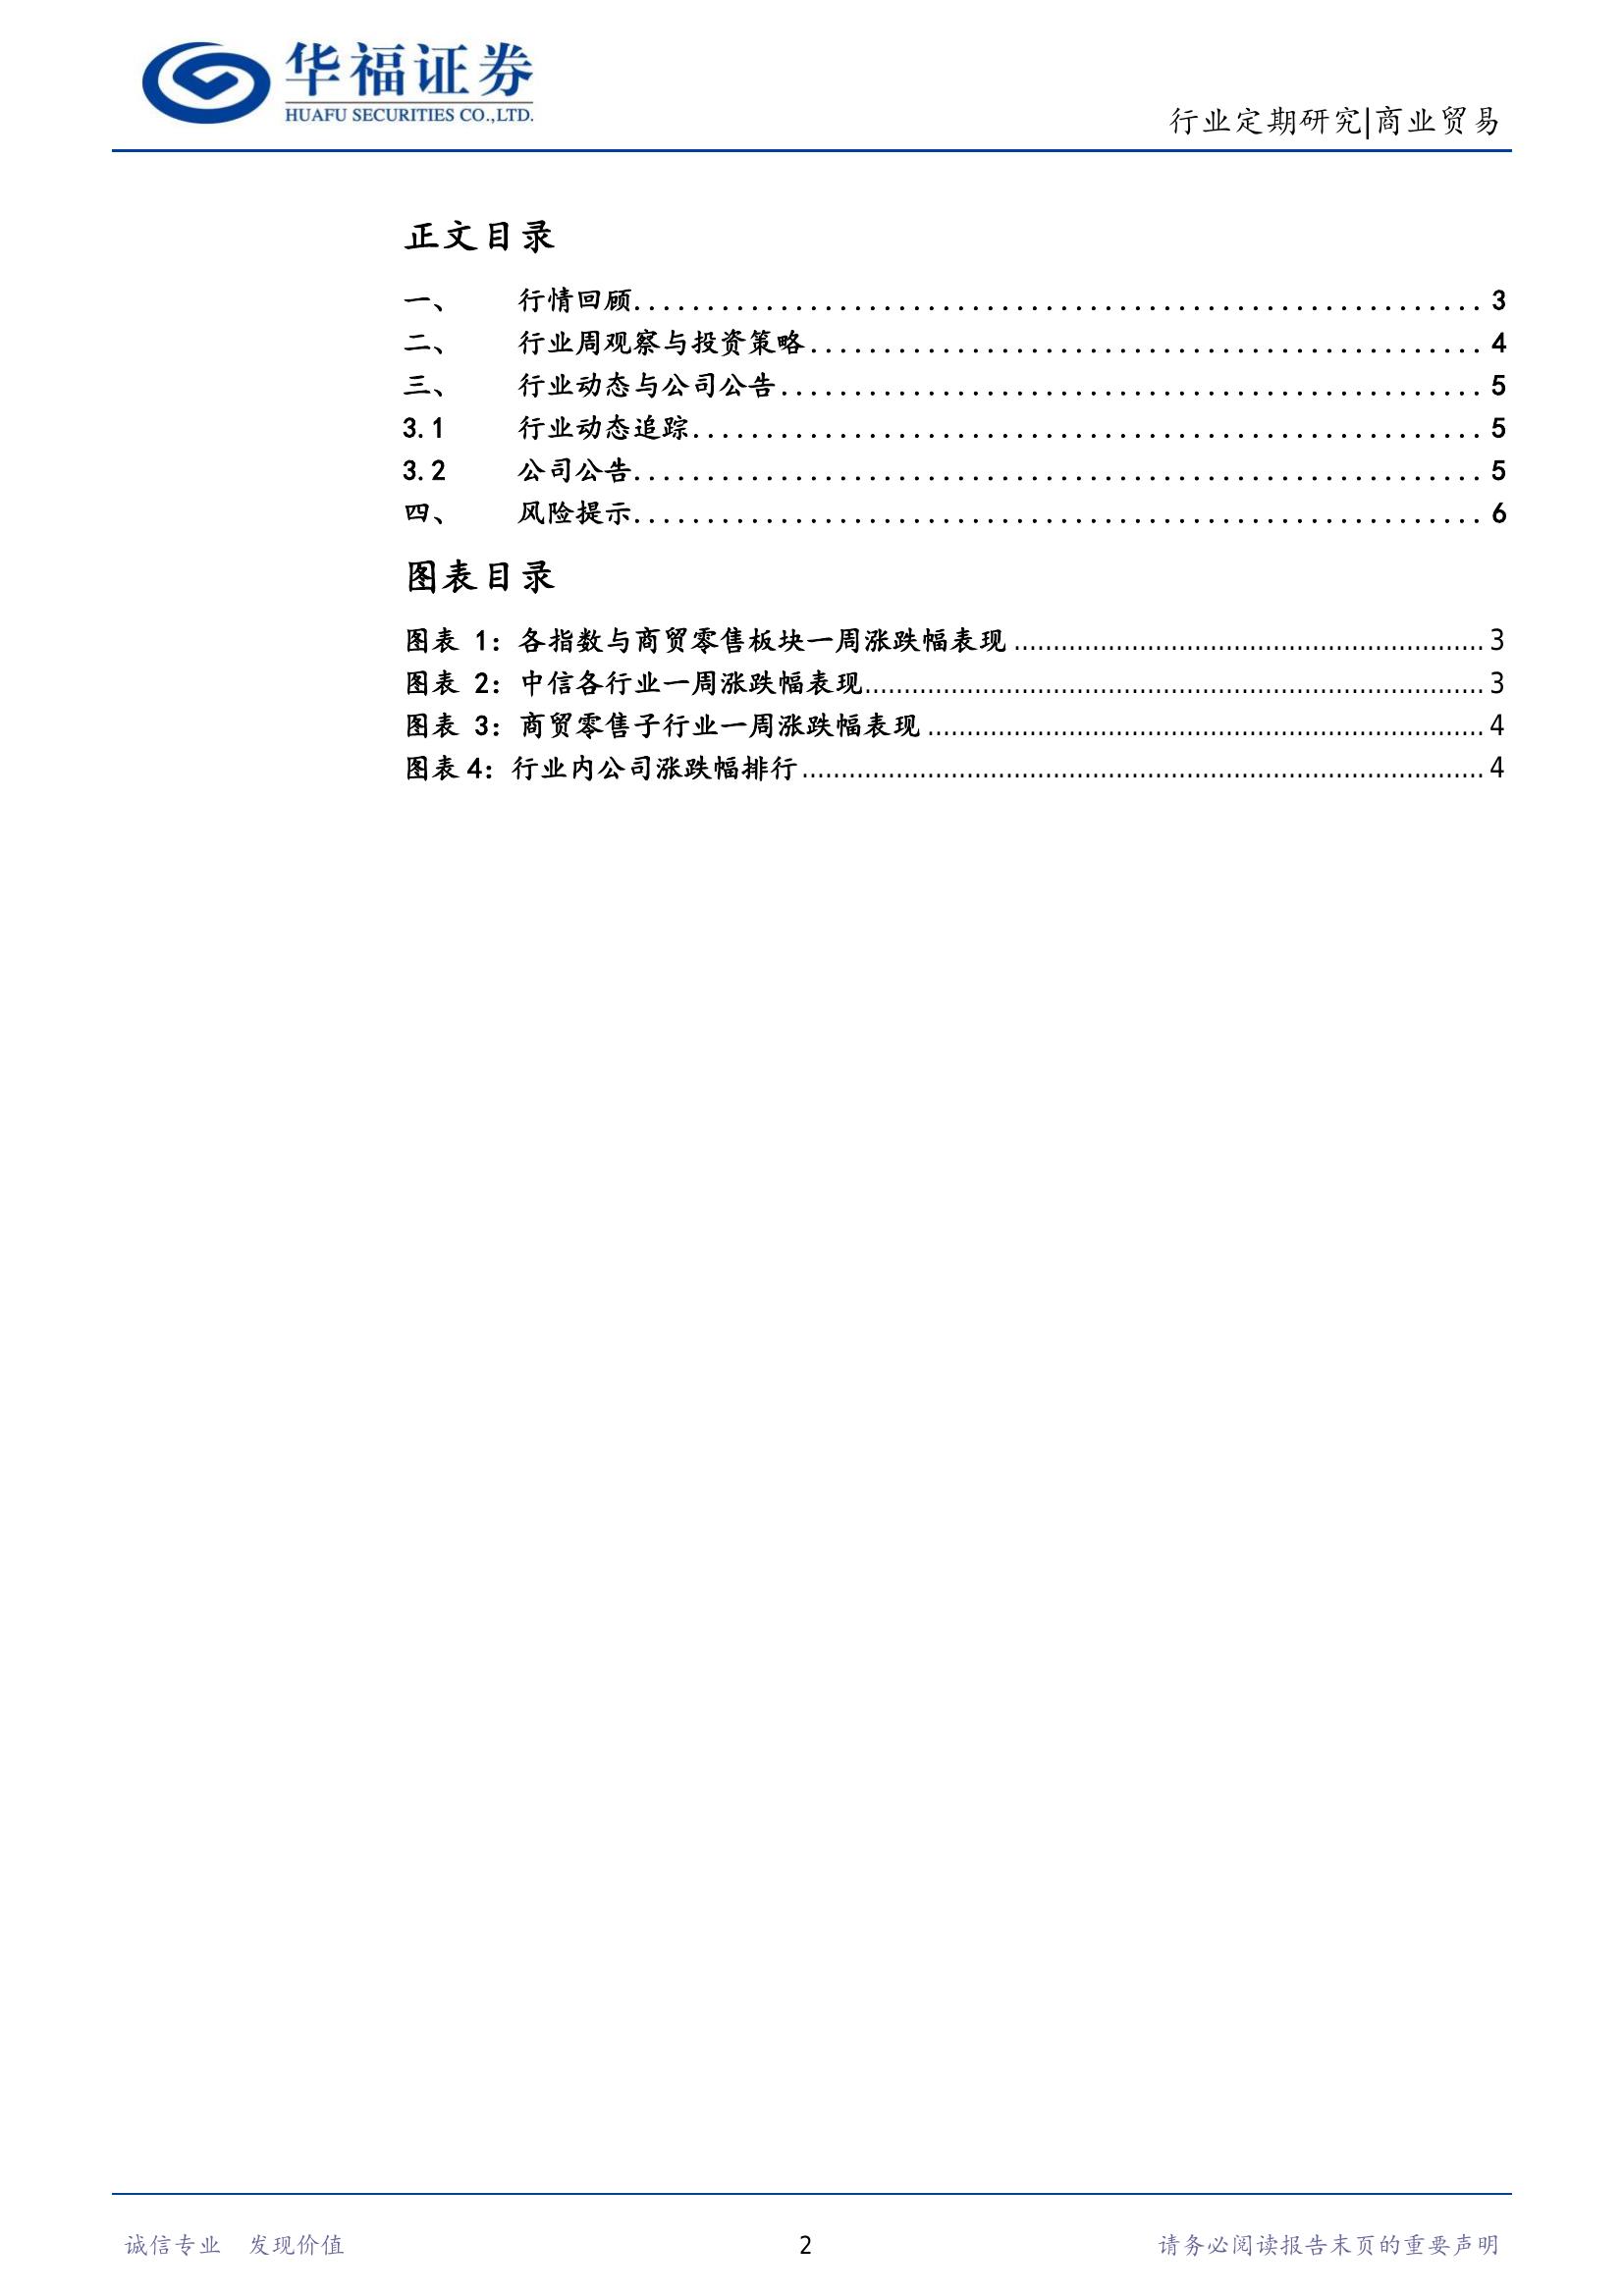 华福证券
HUAFU SECURITIES CO.,LTD.
行业定期研究|商业贸易
正文目录
一、 行情回顾........................................................... 3
二、 行业周观察与投资策略............................................... 4
三、 行业动态与公司公告................................................. 5
3.1 行业动态追踪....................................................... 5
3.2 公司公告........................................................... 5
四、 风险提示........................................................... 6
图表目录
图表 1：各指数与商贸零售板块一周涨跌幅表现............................................................ 3
图表 2：中信各行业一周涨跌幅表现................................................................................ 3
图表 3：商贸零售子行业一周涨跌幅表现........................................................................ 4
图表 4：行业内公司涨跌幅排行........................................................................................ 4
诚信专业 发现价值
2
请务必阅读报告末页的重要声明